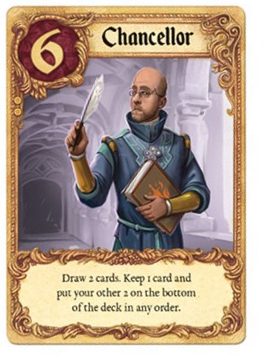 6
Chancellor
Draw 2 cards. Keep 1 card and
put your other 2 on the bottom
of the deck in any order.